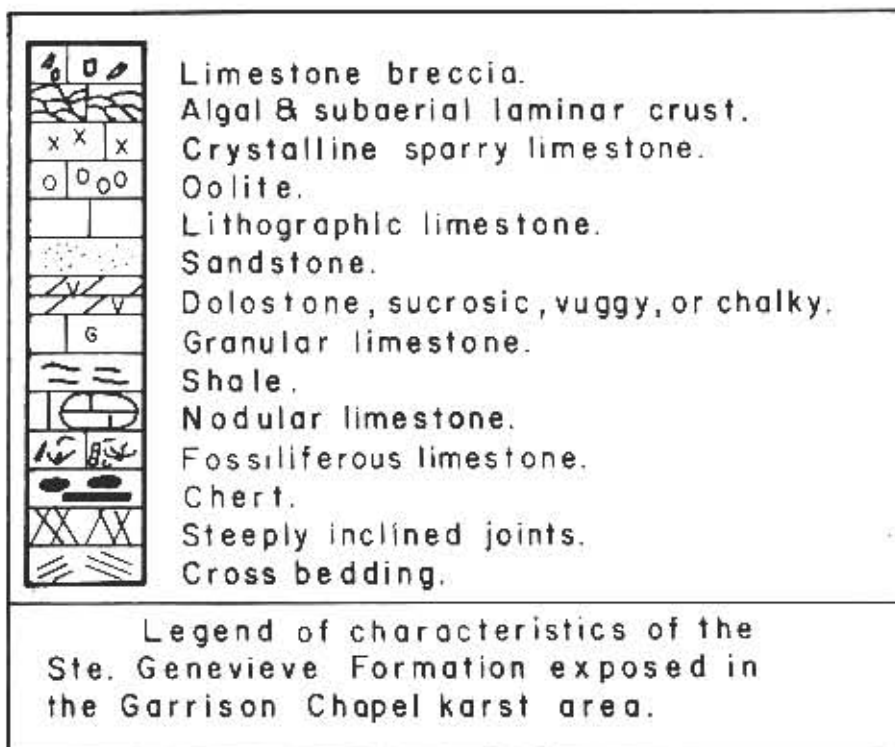 Limestone breccia.
Algal & subaerial laminar crust.
x x x Crystalline sparry limestone.
Oolite.
Lithographic limestone.
Sandstone.
V V Dolostone, sucrosic, vuggy, or chalky.
G Granular limestone.
Shale.
Nodular limestone.
Fossiliferous limestone.
Chert.
Steeply inclined joints.
Cross bedding.
Legend of characteristics of the
Ste. Genevieve Formation exposed in
the Garrison Chapel karst area.